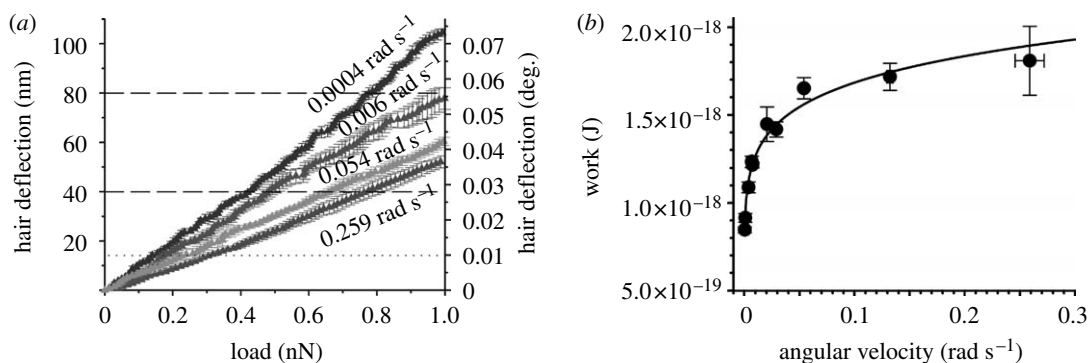 (a)
100
80
60
40
20
0
hair deflection (nm)
0.0004 rad s⁻¹
0.006 rad s⁻¹
0.054 rad s⁻¹
0.259 rad s⁻¹
0.07
0.06
0.05
0.04
0.03
0.02
0.01
0
hair deflection (deg.)
0 0.2 0.4 0.6 0.8 1.0
load (nN)
(b)
2.0×10⁻¹⁸
1.5×10⁻¹⁸
1.0×10⁻¹⁸
5.0×10⁻¹⁹
work (J)
0 0.1 0.2 0.3
angular velocity (rad s⁻¹)